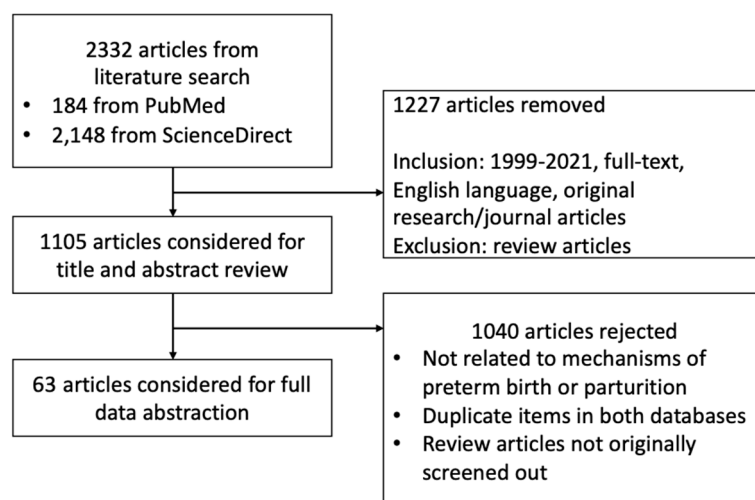 2332 articles from
literature search
• 184 from PubMed
• 2,148 from ScienceDirect
1227 articles removed
Inclusion: 1999-2021, full-text,
English language, original
research/journal articles
Exclusion: review articles
1105 articles considered for
title and abstract review
1040 articles rejected
• Not related to mechanisms of
preterm birth or parturition
• Duplicate items in both databases
• Review articles not originally
screened out
63 articles considered for full
data abstraction